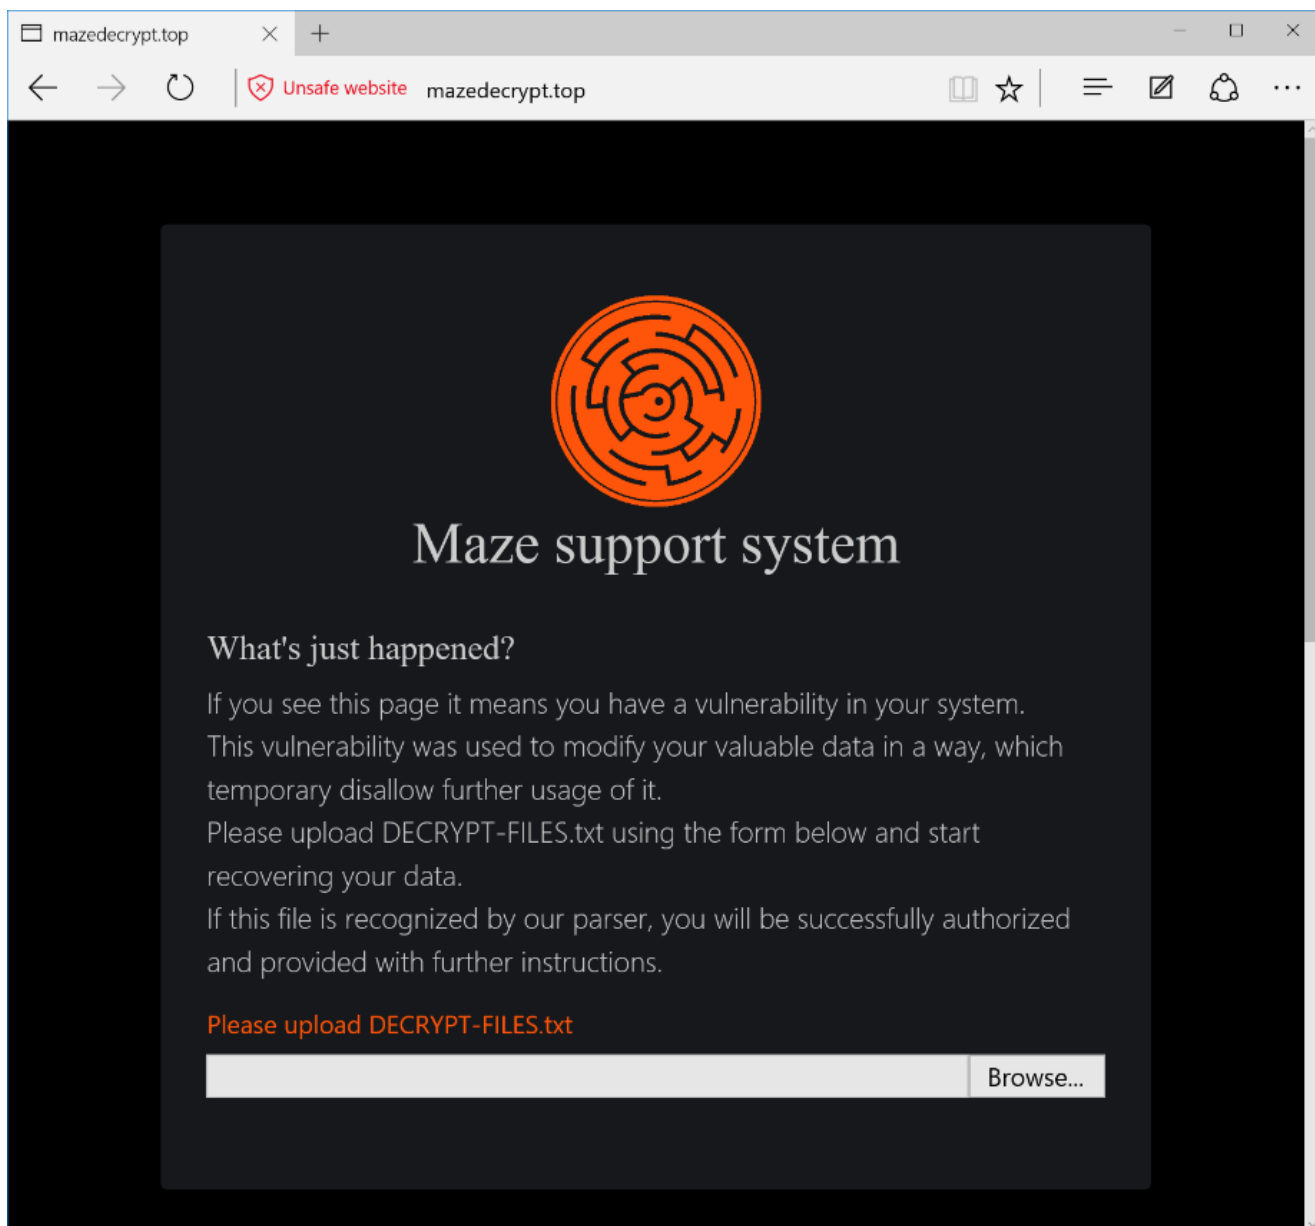 mazedecrypt.top
Unsafe website mazedecrypt.top
Maze support system
What's just happened?
If you see this page it means you have a vulnerability in your system.
This vulnerability was used to modify your valuable data in a way, which
temporary disallow further usage of it.
Please upload DECRYPT-FILES.txt using the form below and start
recovering your data.
If this file is recognized by our parser, you will be successfully authorized
and provided with further instructions.
Please upload DECRYPT-FILES.txt
Browse...